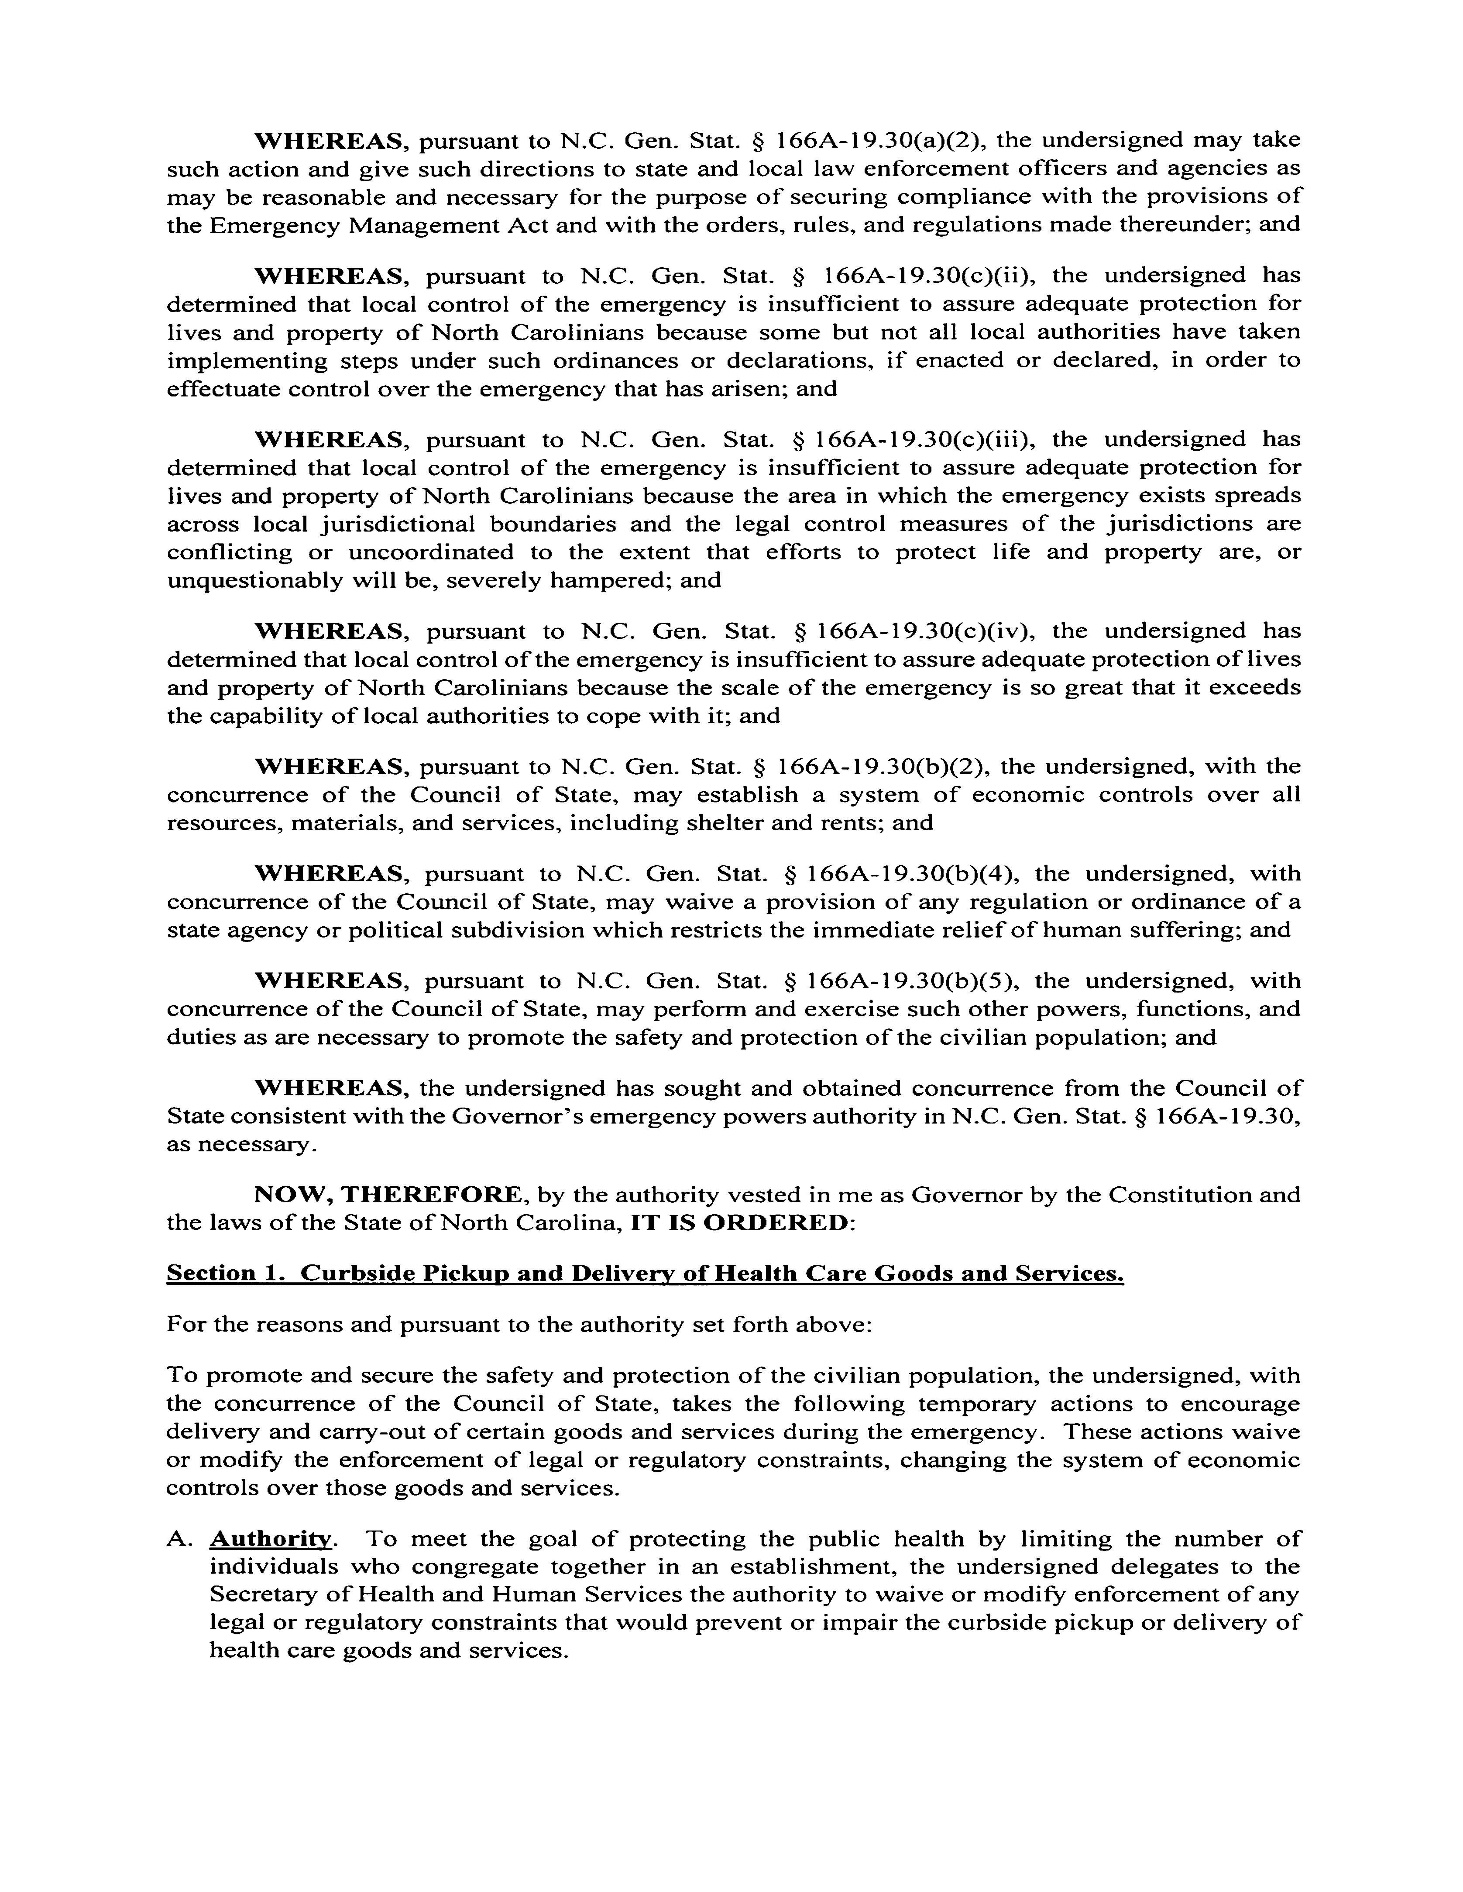 WHEREAS, pursuant to N.C. Gen. Stat. § 166A-19.30(a)(2), the undersigned may take
such action and give such directions to state and local law enforcement officers and agencies as
may be reasonable and necessary for the purpose of securing compliance with the provisions of
the Emergency Management Act and with the orders, rules, and regulations made thereunder; and
WHEREAS, pursuant to N.C. Gen. Stat. § 166A-19.30(c)(ii), the undersigned has
determined that local control of the emergency is insufficient to assure adequate protection for
lives and property of North Carolinians because some but not all local authorities have taken
implementing steps under such ordinances or declarations, if enacted or declared, in order to
effectuate control over the emergency that has arisen; and
WHEREAS, pursuant to N.C. Gen. Stat. § 166A-19.30(c)(iii), the undersigned has
determined that local control of the emergency is insufficient to assure adequate protection for
lives and property of North Carolinians because the area in which the emergency exists spreads
across local jurisdictional boundaries and the legal control measures of the jurisdictions are
conflicting or uncoordinated to the extent that efforts to protect life and property are, or
unquestionably will be, severely hampered; and
WHEREAS, pursuant to N.C. Gen. Stat. § 166A-19.30(c)(iv), the undersigned has
determined that local control of the emergency is insufficient to assure adequate protection of lives
and property of North Carolinians because the scale of the emergency is so great that it exceeds
the capability of local authorities to cope with it; and
WHEREAS, pursuant to N.C. Gen. Stat. § 166A-19.30(b)(2), the undersigned, with the
concurrence of the Council of State, may establish a system of economic controls over all
resources, materials, and services, including shelter and rents; and
WHEREAS, pursuant to N.C. Gen. Stat. § 166A-19.30(b)(4), the undersigned, with
concurrence of the Council of State, may waive a provision of any regulation or ordinance of a
state agency or political subdivision which restricts the immediate relief of human suffering; and
WHEREAS, pursuant to N.C. Gen. Stat. § 166A-19.30(b)(5), the undersigned, with
concurrence of the Council of State, may perform and exercise such other powers, functions, and
duties as are necessary to promote the safety and protection of the civilian population; and
WHEREAS, the undersigned has sought and obtained concurrence from the Council of
State consistent with the Governor's emergency powers authority in N.C. Gen. Stat. § 166A-19.30,
as necessary.
NOW, THEREFORE, by the authority vested in me as Governor by the Constitution and
the laws of the State of North Carolina, IT IS ORDERED:
Section 1. Curbside Pickup and Delivery of Health Care Goods and Services.
For the reasons and pursuant to the authority set forth above:
To promote and secure the safety and protection of the civilian population, the undersigned, with
the concurrence of the Council of State, takes the following temporary actions to encourage
delivery and carry-out of certain goods and services during the emergency. These actions waive
or modify the enforcement of legal or regulatory constraints, changing the system of economic
controls over those goods and services.
A. Authority. To meet the goal of protecting the public health by limiting the number of
individuals who congregate together in an establishment, the undersigned delegates to the
Secretary of Health and Human Services the authority to waive or modify enforcement of any
legal or regulatory constraints that would prevent or impair the curbside pickup or delivery of
health care goods and services.